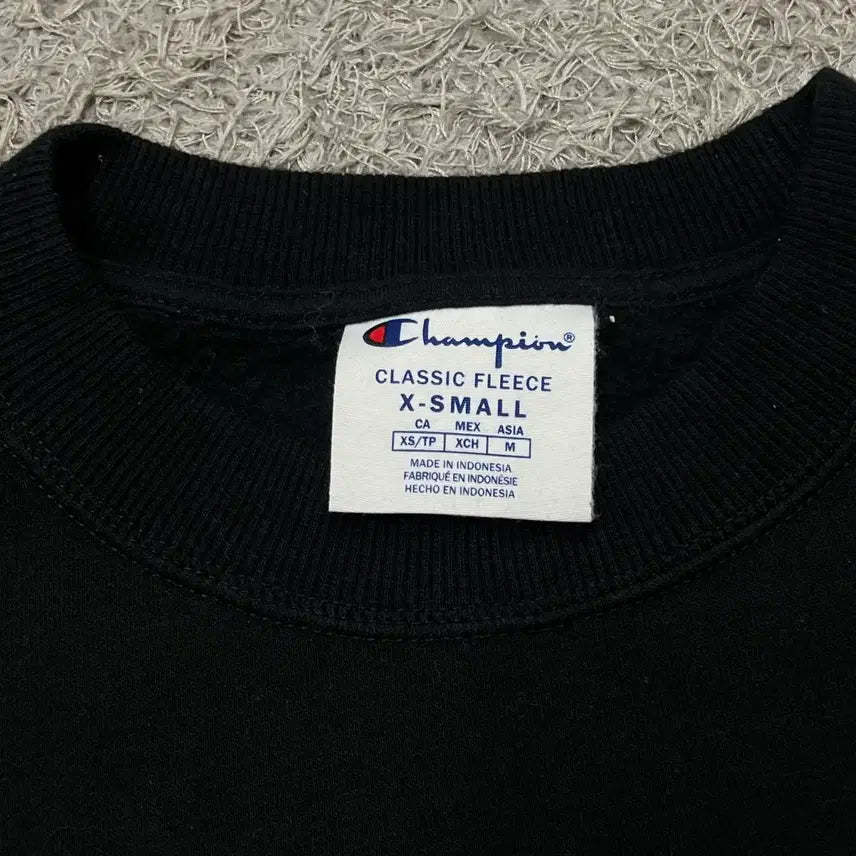 Champion®
CLASSIC FLEECE
X-SMALL
CA MEX ASIA
XS/TP XCH M
MADE IN INDONESIA
FABRIQUÉ EN INDONÉSIE
HECHO EN INDONESIA